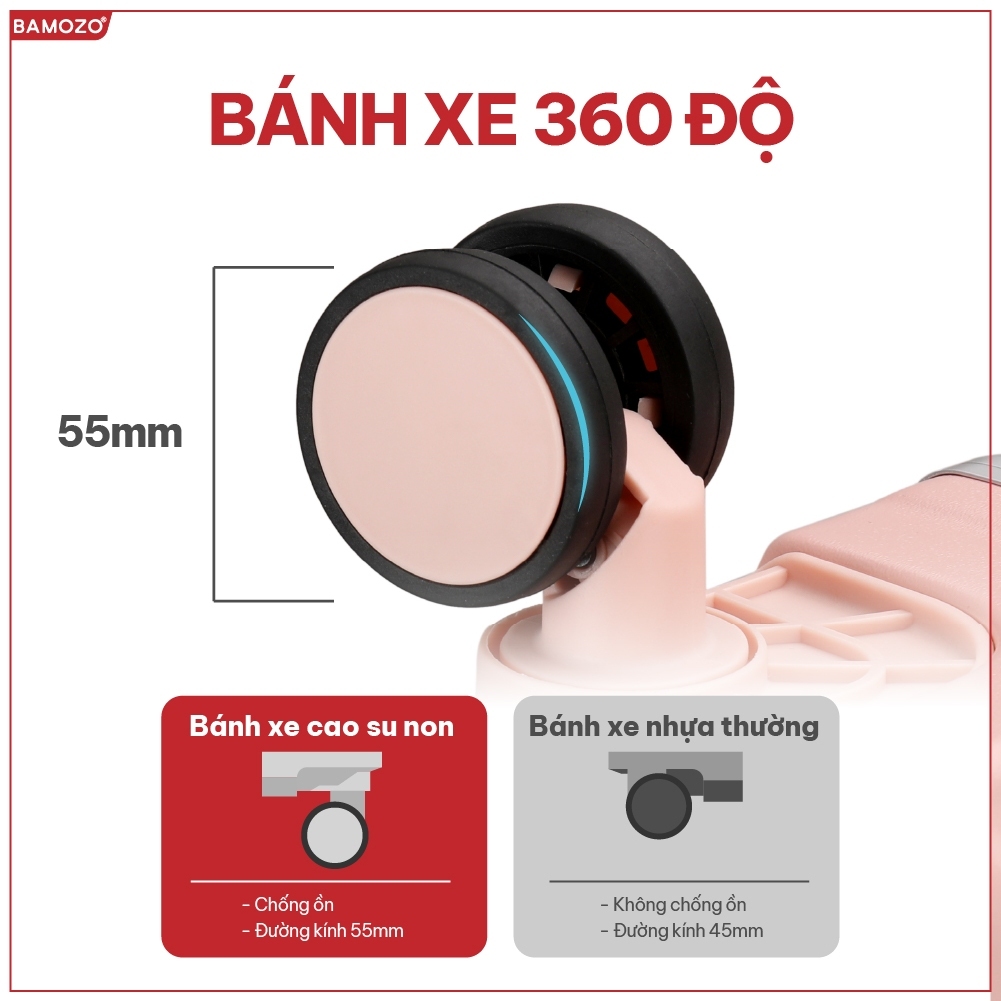 BAMOZO®
BÁNH XE 360 ĐỘ
55mm
Bánh xe cao su non
- Chống ồn
- Đường kính 55mm
Bánh xe nhựa thường
- Không chống ồn
- Đường kính 45mm